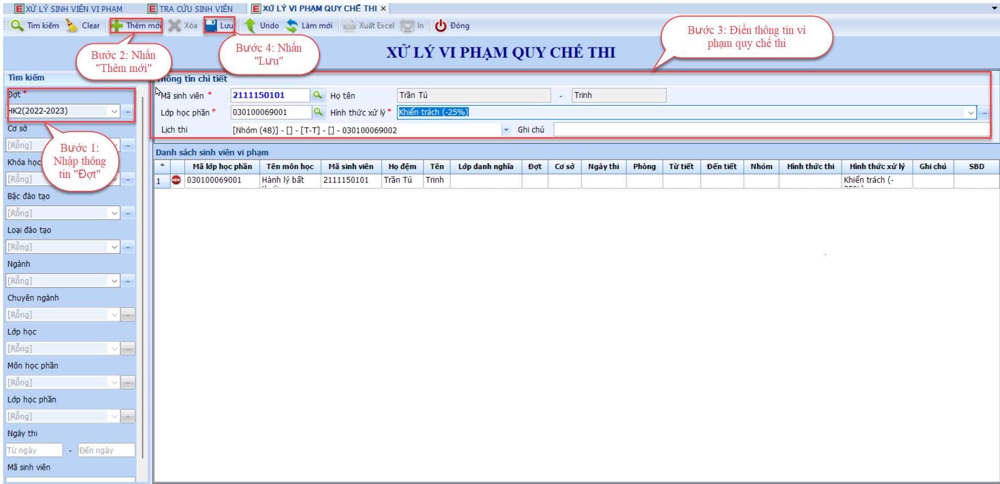 XỬ LÝ SINH VIÊN VI PHẠM TRA CỨU SINH VIÊN XỬ LÝ VI PHẠM QUY CHẾ THI
Tìm kiếm Clear Thêm mới Xóa Lưu Undo Làm mới Xuất Excel In Đóng
Bước 2: Nhấn
"Thêm mới"
Bước 4: Nhấn
"Lưu"
XỬ LÝ VI PHẠM QUY CHẾ THI
Bước 3: Điền thông tin vi
phạm quy chế thi
Tìm kiếm
Đợt *
HK2(2022-2023)
Cơ sở
[Rỗng]
Khóa học
[Rỗng]
Bước 1:
Nhập thông
tin "Đợt"
Bậc đào tạo
[Rỗng]
Loại đào tạo
[Rỗng]
Ngành
[Rỗng]
Chuyên ngành
[Rỗng]
Lớp học
[Rỗng]
Môn học phần
[Rỗng]
Lớp học phần
[Rỗng]
Ngày thi
Từ ngày - Đến ngày
Mã sinh viên
Thông tin chi tiết
Mã sinh viên * 2111150101 Họ tên Trần Tú - Trinh
Lớp học phần * 030100069001 Hình thức xử lý * Khiển trách (-25%)
Lịch thi [Nhóm (48)] - [] - [T-T] - [] - 030100069002 Ghi chú
Danh sách sinh viên vi phạm
* Mã lớp học phần Tên môn học Mã sinh viên Họ đệm Tên Lớp danh nghĩa Đợt Cơ sở Ngày thi Phòng Từ tiết Đến tiết Nhóm Hình thức thi Hình thức xử lý Ghi chú SBD
1 NEW 030100069001 Hành lý bất 2111150101 Trần Tú Trinh Khiển trách (-
25%)